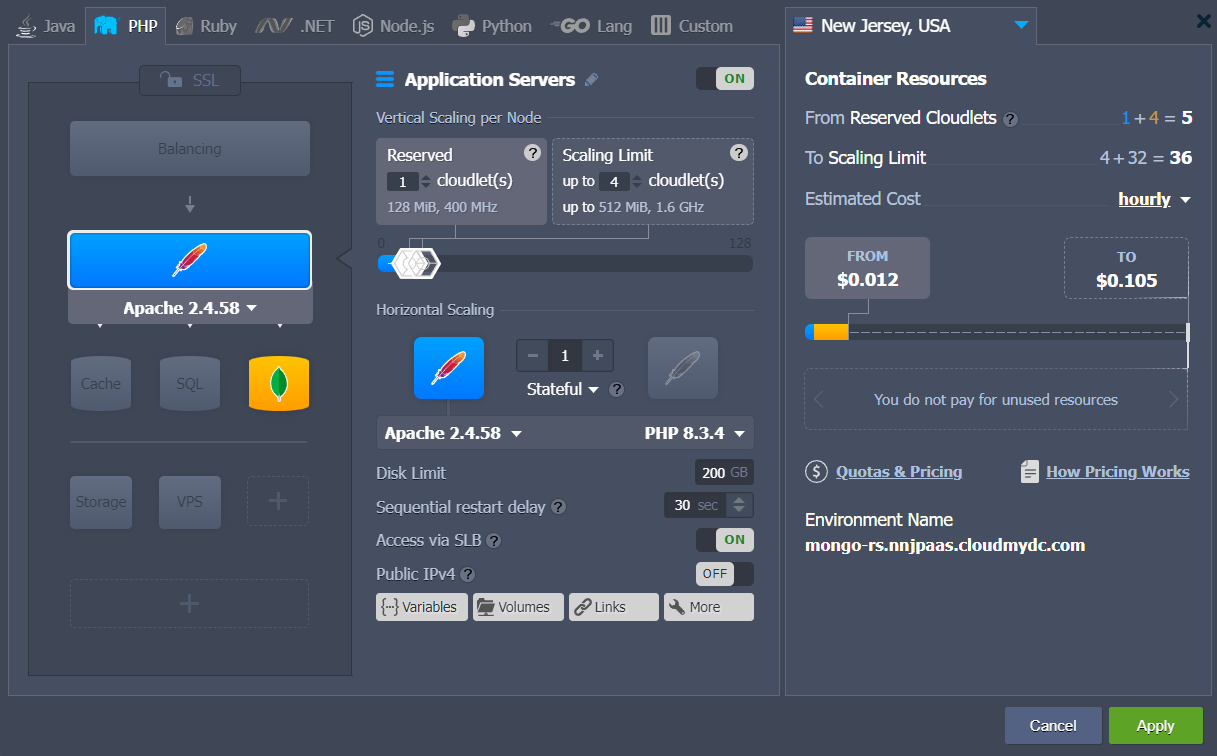 Java PHP Ruby .NET Node.js Python GO Lang Custom
SSL
Balancing
Apache 2.4.58
Cache SQL
Storage VPS
Application Servers ON
Vertical Scaling per Node
Reserved ?
1 cloudlet(s)
128 MiB, 400 MHz
Scaling Limit ?
up to 4 cloudlet(s)
up to 512 MiB, 1.6 GHz
0 128
Horizontal Scaling
1
Stateful ?
Apache 2.4.58 PHP 8.3.4
Disk Limit 200 GB
Sequential restart delay ? 30 sec
Access via SLB ? ON
Public IPv4 ? OFF
Variables Volumes Links More
New Jersey, USA
Container Resources
From Reserved Cloudlets ? 1 + 4 = 5
To Scaling Limit 4 + 32 = 36
Estimated Cost hourly
FROM
$0.012
TO
$0.105
You do not pay for unused resources
$ Quotas & Pricing How Pricing Works
Environment Name
mongo-rs.nnjpaas.cloudmydc.com
Cancel Apply